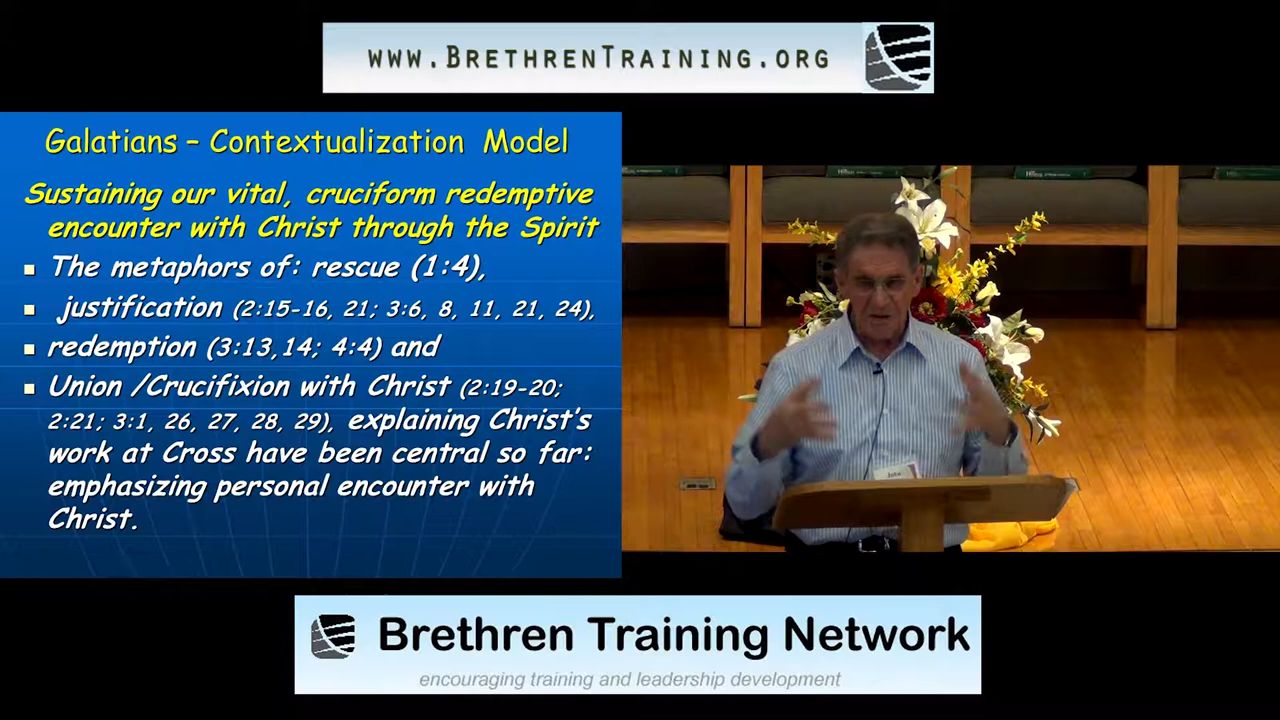 www.BrethrenTraining.org
Galatians – Contextualization Model
Sustaining our vital, cruciform redemptive
encounter with Christ through the Spirit
The metaphors of: rescue (1:4),
justification (2:15-16, 21; 3:6, 8, 11, 21, 24),
redemption (3:13,14; 4:4) and
Union /Crucifixion with Christ (2:19-20;
2:21; 3:1, 26, 27, 28, 29), explaining Christ's
work at Cross have been central so far:
emphasizing personal encounter with
Christ.
Brethren Training Network
encouraging training and leadership development